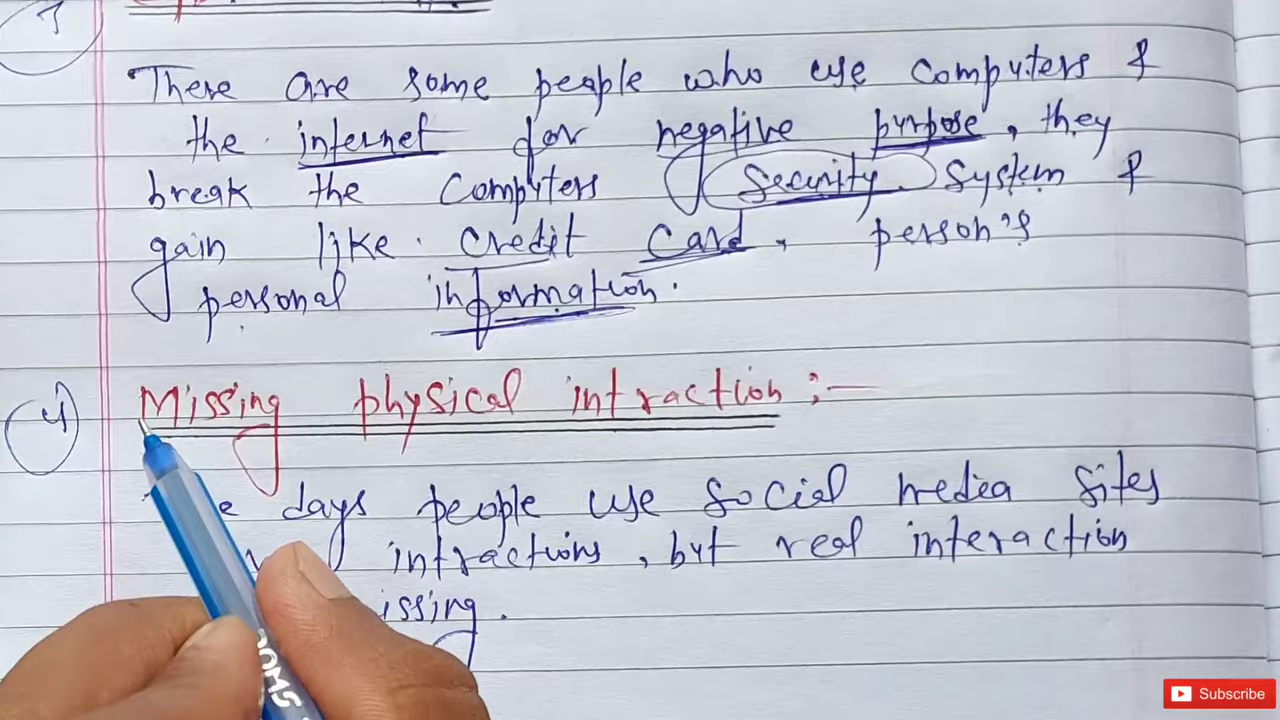 3
There are some people who use computers &
the internet for negative purpose, they
break the computers security system &
gain like credit card, person's
personal information.
4) Missing physical intraction :-
days people use social media sites
intractions, but real interaction
issing.
Subscribe